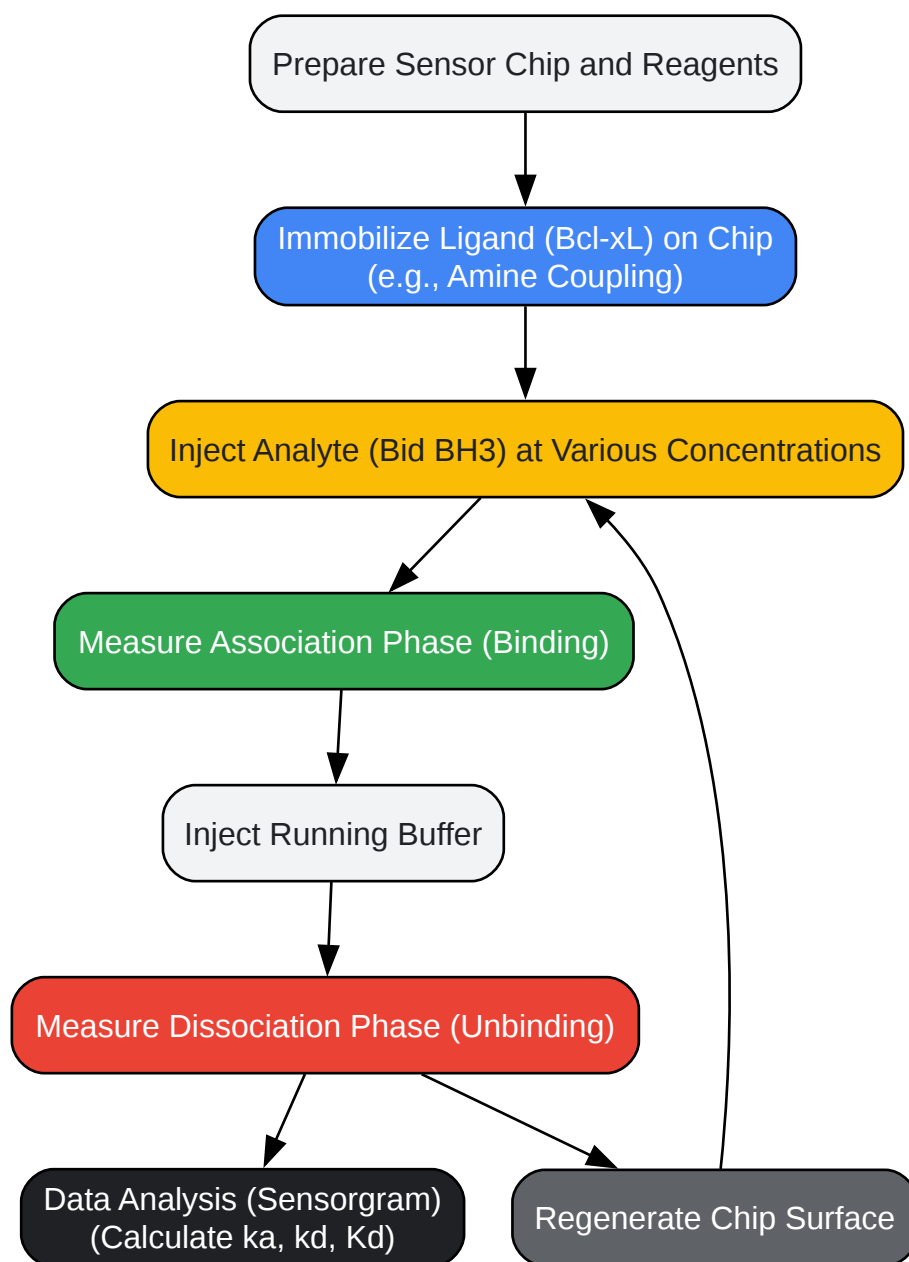 Prepare Sensor Chip and Reagents
Immobilize Ligand (Bcl-xL) on Chip
(e.g., Amine Coupling)
Inject Analyte (Bid BH3) at Various Concentrations
Measure Association Phase (Binding)
Inject Running Buffer
Measure Dissociation Phase (Unbinding)
Data Analysis (Sensorgram)
(Calculate ka, kd, Kd)
Regenerate Chip Surface